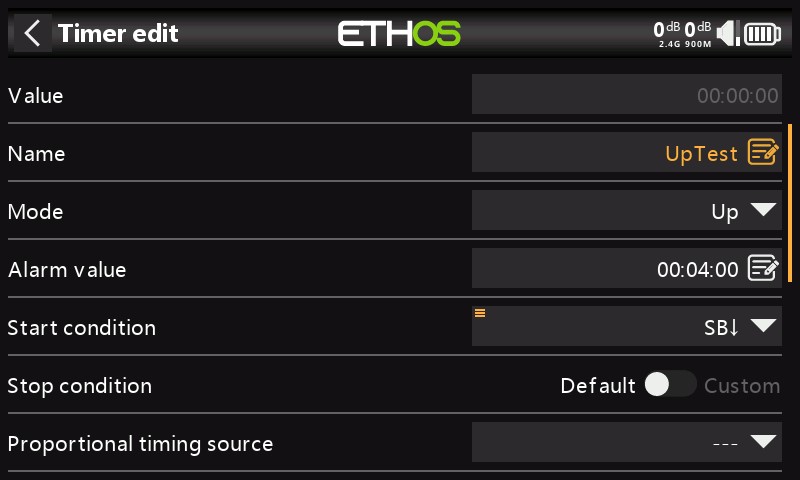 Timer edit
ETHOS
0dB 0dB
2.4G 900M
Value 00:00:00
Name UpTest
Mode Up
Alarm value 00:04:00
Start condition SB↓
Stop condition Default Custom
Proportional timing source ---